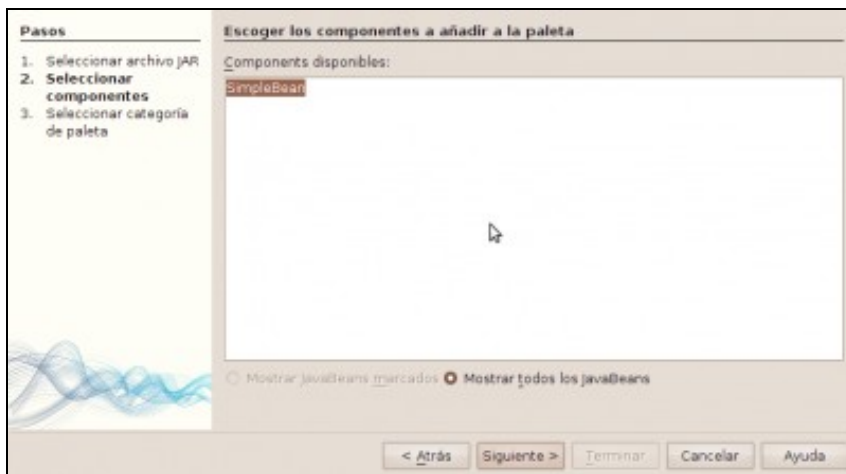 Pasos
1. Seleccionar archivo JAR
2. Seleccionar
componentes
3. Seleccionar categoría
de paleta
Escoger los componentes a añadir a la paleta
Components disponibles:
SimpleBean
Mostrar JavaBeans marcados Mostrar todos los JavaBeans
< Atrás Siguiente > Terminar Cancelar Ayuda